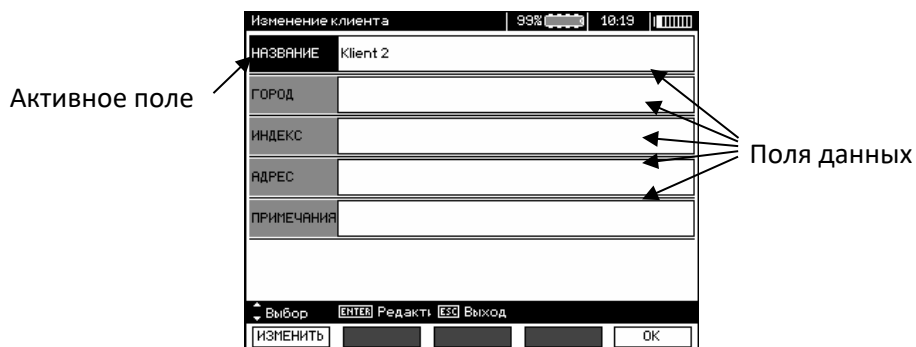 Изменение клиента 99% 10:19
НАЗВАНИЕ Klient 2
Активное поле
ГОРОД
ИНДЕКС
Поля данных
АДРЕС
ПРИМЕЧАНИЯ
Выбор ENTER Редакти ESC Выход
ИЗМЕНИТЬ OK